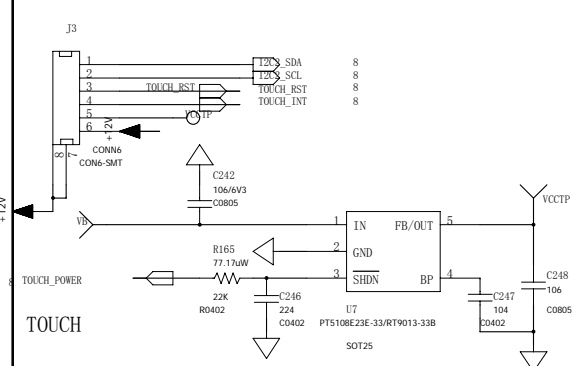 J3
1 I2C2_SDA 8
2 I2C2_SCL 8
3 TOUCH_RST TOUCH_RST 8
4 TOUCH_INT 8
5 VCCTP
6 +12V
CONN6
CON6-SMT
8 7
+12V
VB
C242
106/6V3
C0805
1 IN FB/OUT 5
2 GND
3 SHDN BP 4
VCCTP
R165
77.17uW
22K
R0402
8 TOUCH_POWER
C246
224
C0402
U7
PT5108E23E-33/RT9013-33B
SOT25
C247
104
C0402
C248
106
C0805
TOUCH